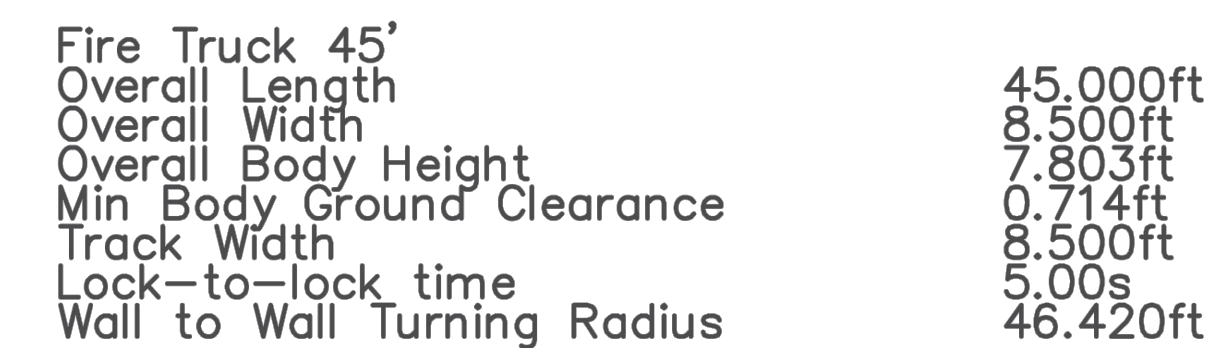 Fire Truck 45'
Overall Length 45.000ft
Overall Width 8.500ft
Overall Body Height 7.803ft
Min Body Ground Clearance 0.714ft
Track Width 8.500ft
Lock-to-lock time 5.00s
Wall to Wall Turning Radius 46.420ft